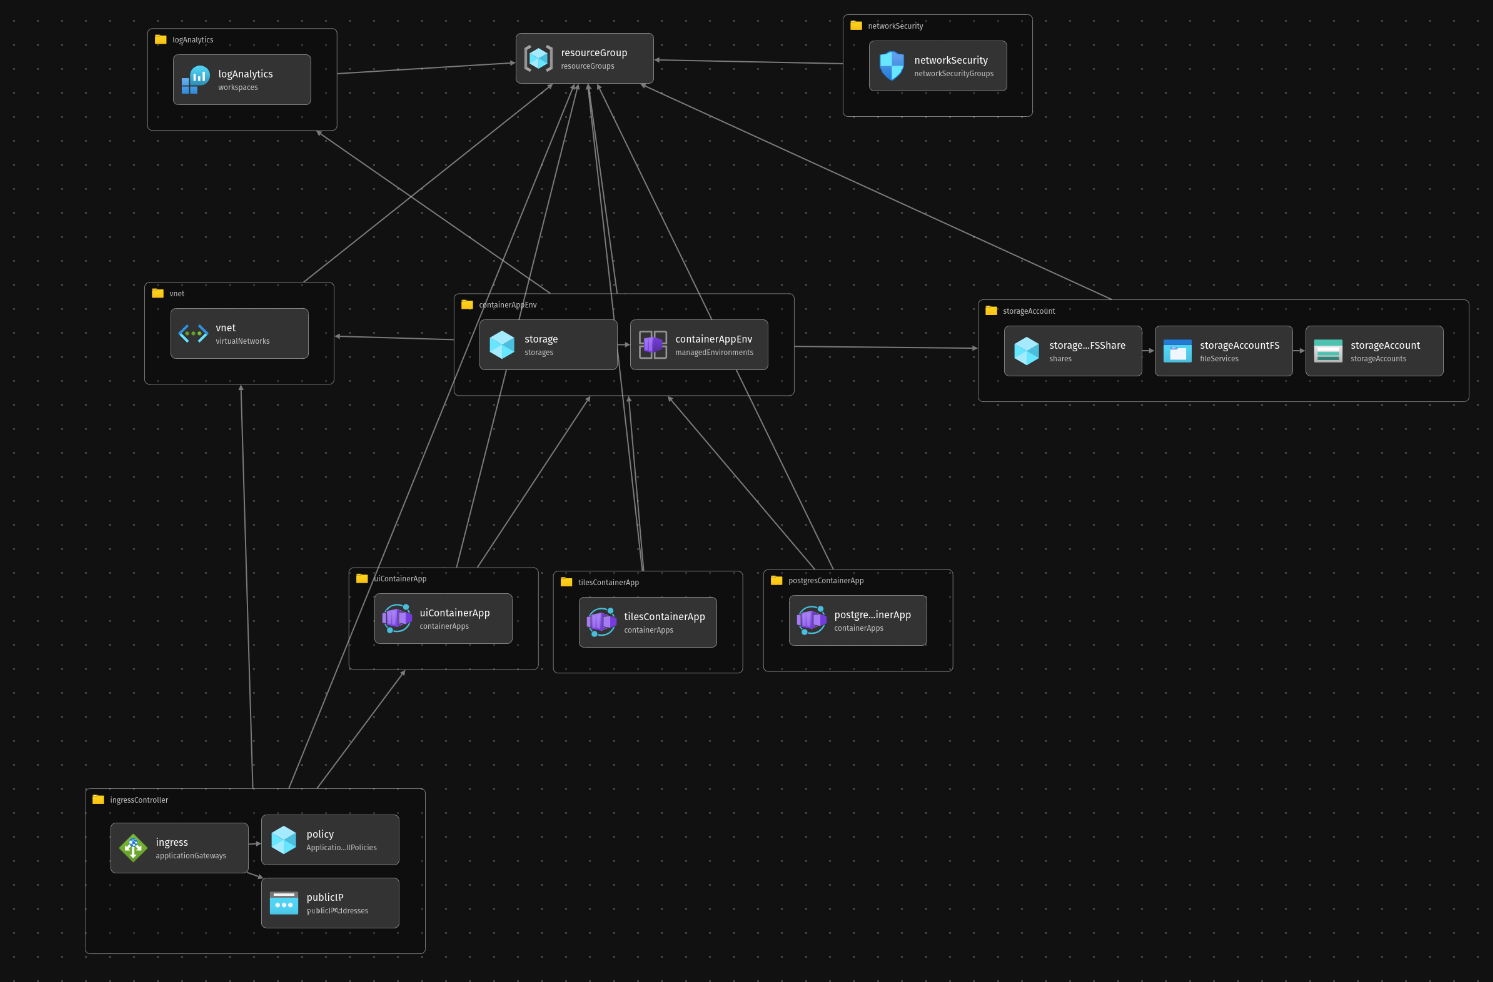 logAnalytics
logAnalytics
workspaces
resourceGroup
resourceGroups
networkSecurity
networkSecurity
networkSecurityGroups
vnet
vnet
virtualNetworks
containerAppEnv
storage
storages
containerAppEnv
managedEnvironments
storageAccount
storage...FSShare
shares
storageAccountFS
fileServices
storageAccount
storageAccounts
uiContainerApp
uiContainerApp
containerApps
tilesContainerApp
tilesContainerApp
containerApps
postgresContainerApp
postgre...inerApp
containerApps
ingressController
ingress
applicationGateways
policy
Applicatio...llPolicies
publicIP
publicIPAddresses